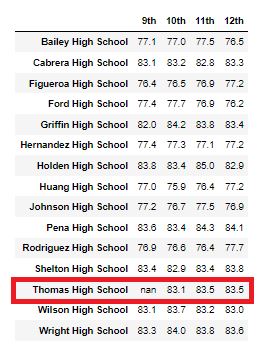 9th 10th 11th 12th
Bailey High School 77.1 77.0 77.5 76.5
Cabrera High School 83.1 83.2 82.8 83.3
Figueroa High School 76.4 76.5 76.9 77.2
Ford High School 77.4 77.7 76.9 76.2
Griffin High School 82.0 84.2 83.8 83.4
Hernandez High School 77.4 77.3 77.1 77.2
Holden High School 83.8 83.4 85.0 82.9
Huang High School 77.0 75.9 76.4 77.2
Johnson High School 77.2 76.7 77.5 76.9
Pena High School 83.6 83.4 84.3 84.1
Rodriguez High School 76.9 76.6 76.4 77.7
Shelton High School 83.4 82.9 83.4 83.8
Thomas High School nan 83.1 83.5 83.5
Wilson High School 83.1 83.7 83.2 83.0
Wright High School 83.3 84.0 83.8 83.6